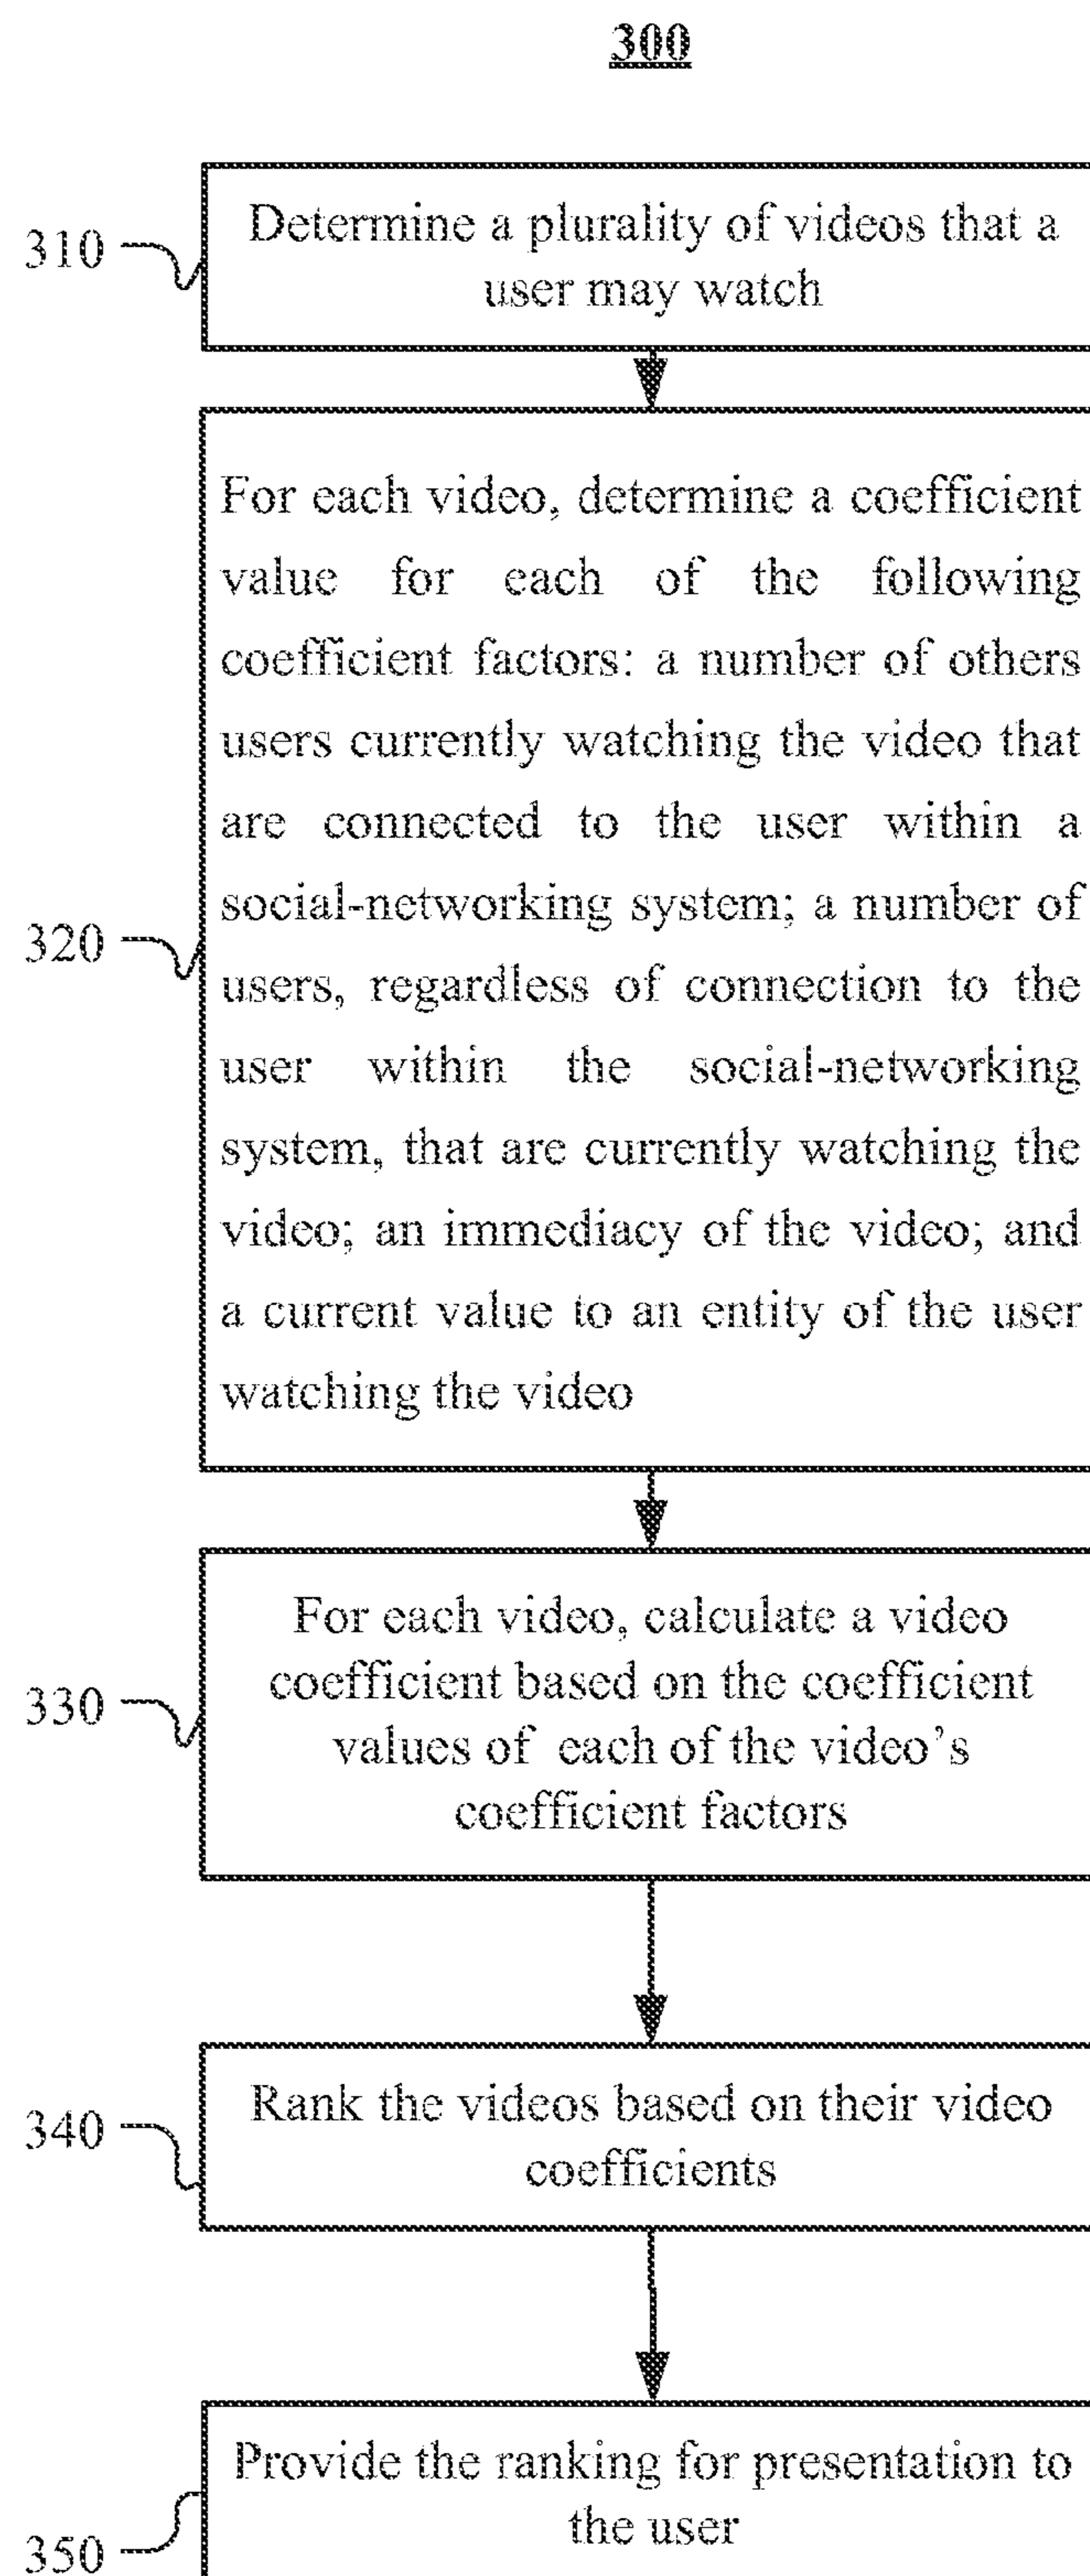 300
310
Determine a plurality of videos that a
user may watch
320
For each video, determine a coefficient
value for each of the following
coefficient factors: a number of others
users currently watching the video that
are connected to the user within a
social-networking system; a number of
users, regardless of connection to the
user within the social-networking
system, that are currently watching the
video; an immediacy of the video; and
a current value to an entity of the user
watching the video
330
For each video, calculate a video
coefficient based on the coefficient
values of each of the video's
coefficient factors
340
Rank the videos based on their video
coefficients
350
Provide the ranking for presentation to
the user